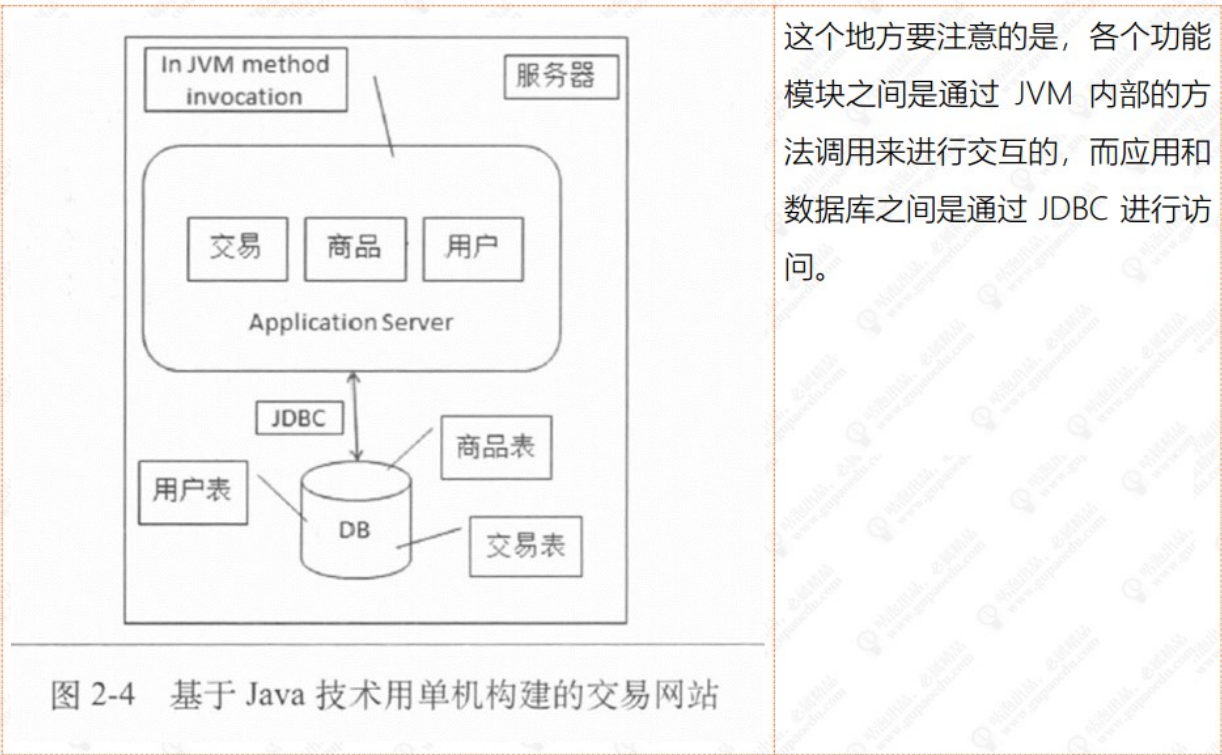 In JVM method
invocation
服务器
交易
商品
用户
Application Server
JDBC
商品表
用户表
DB
交易表
图 2-4 基于 Java 技术用单机构建的交易网站
这个地方要注意的是，各个功能
模块之间是通过 JVM 内部的方
法调用来进行交互的，而应用和
数据库之间是通过 JDBC 进行访
问。